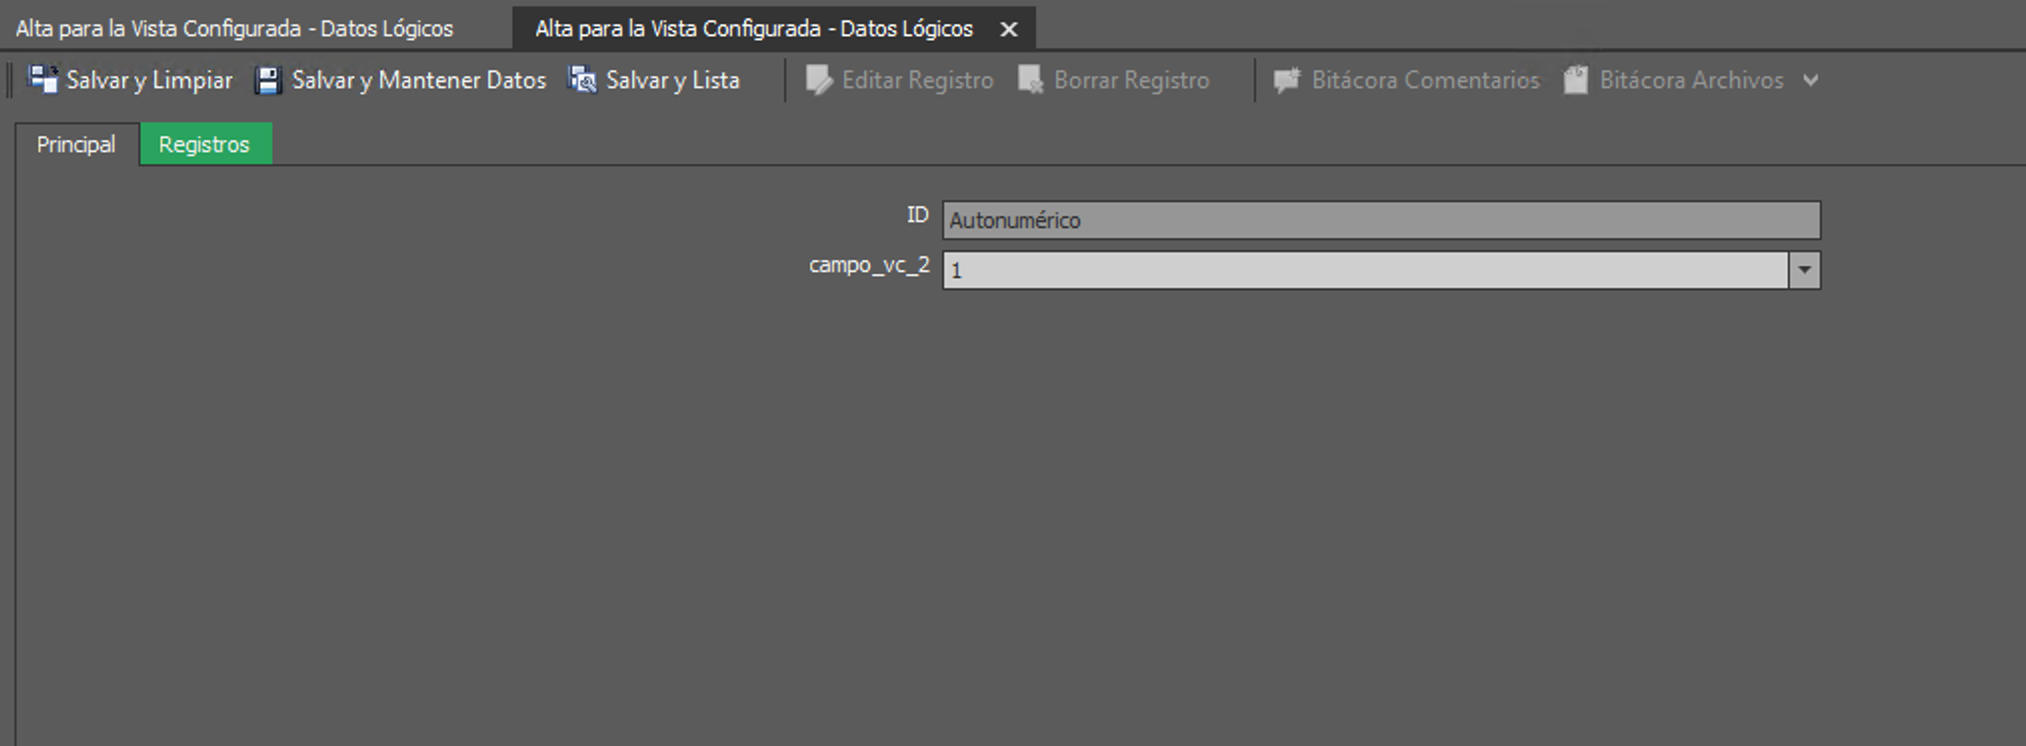 Alta para la Vista Configurada - Datos Lógicos Alta para la Vista Configurada - Datos Lógicos
Salvar y Limpiar Salvar y Mantener Datos Salvar y Lista Editar Registro Borrar Registro Bitácora Comentarios Bitácora Archivos
Principal Registros
ID Autonumérico
campo_vc_2 1